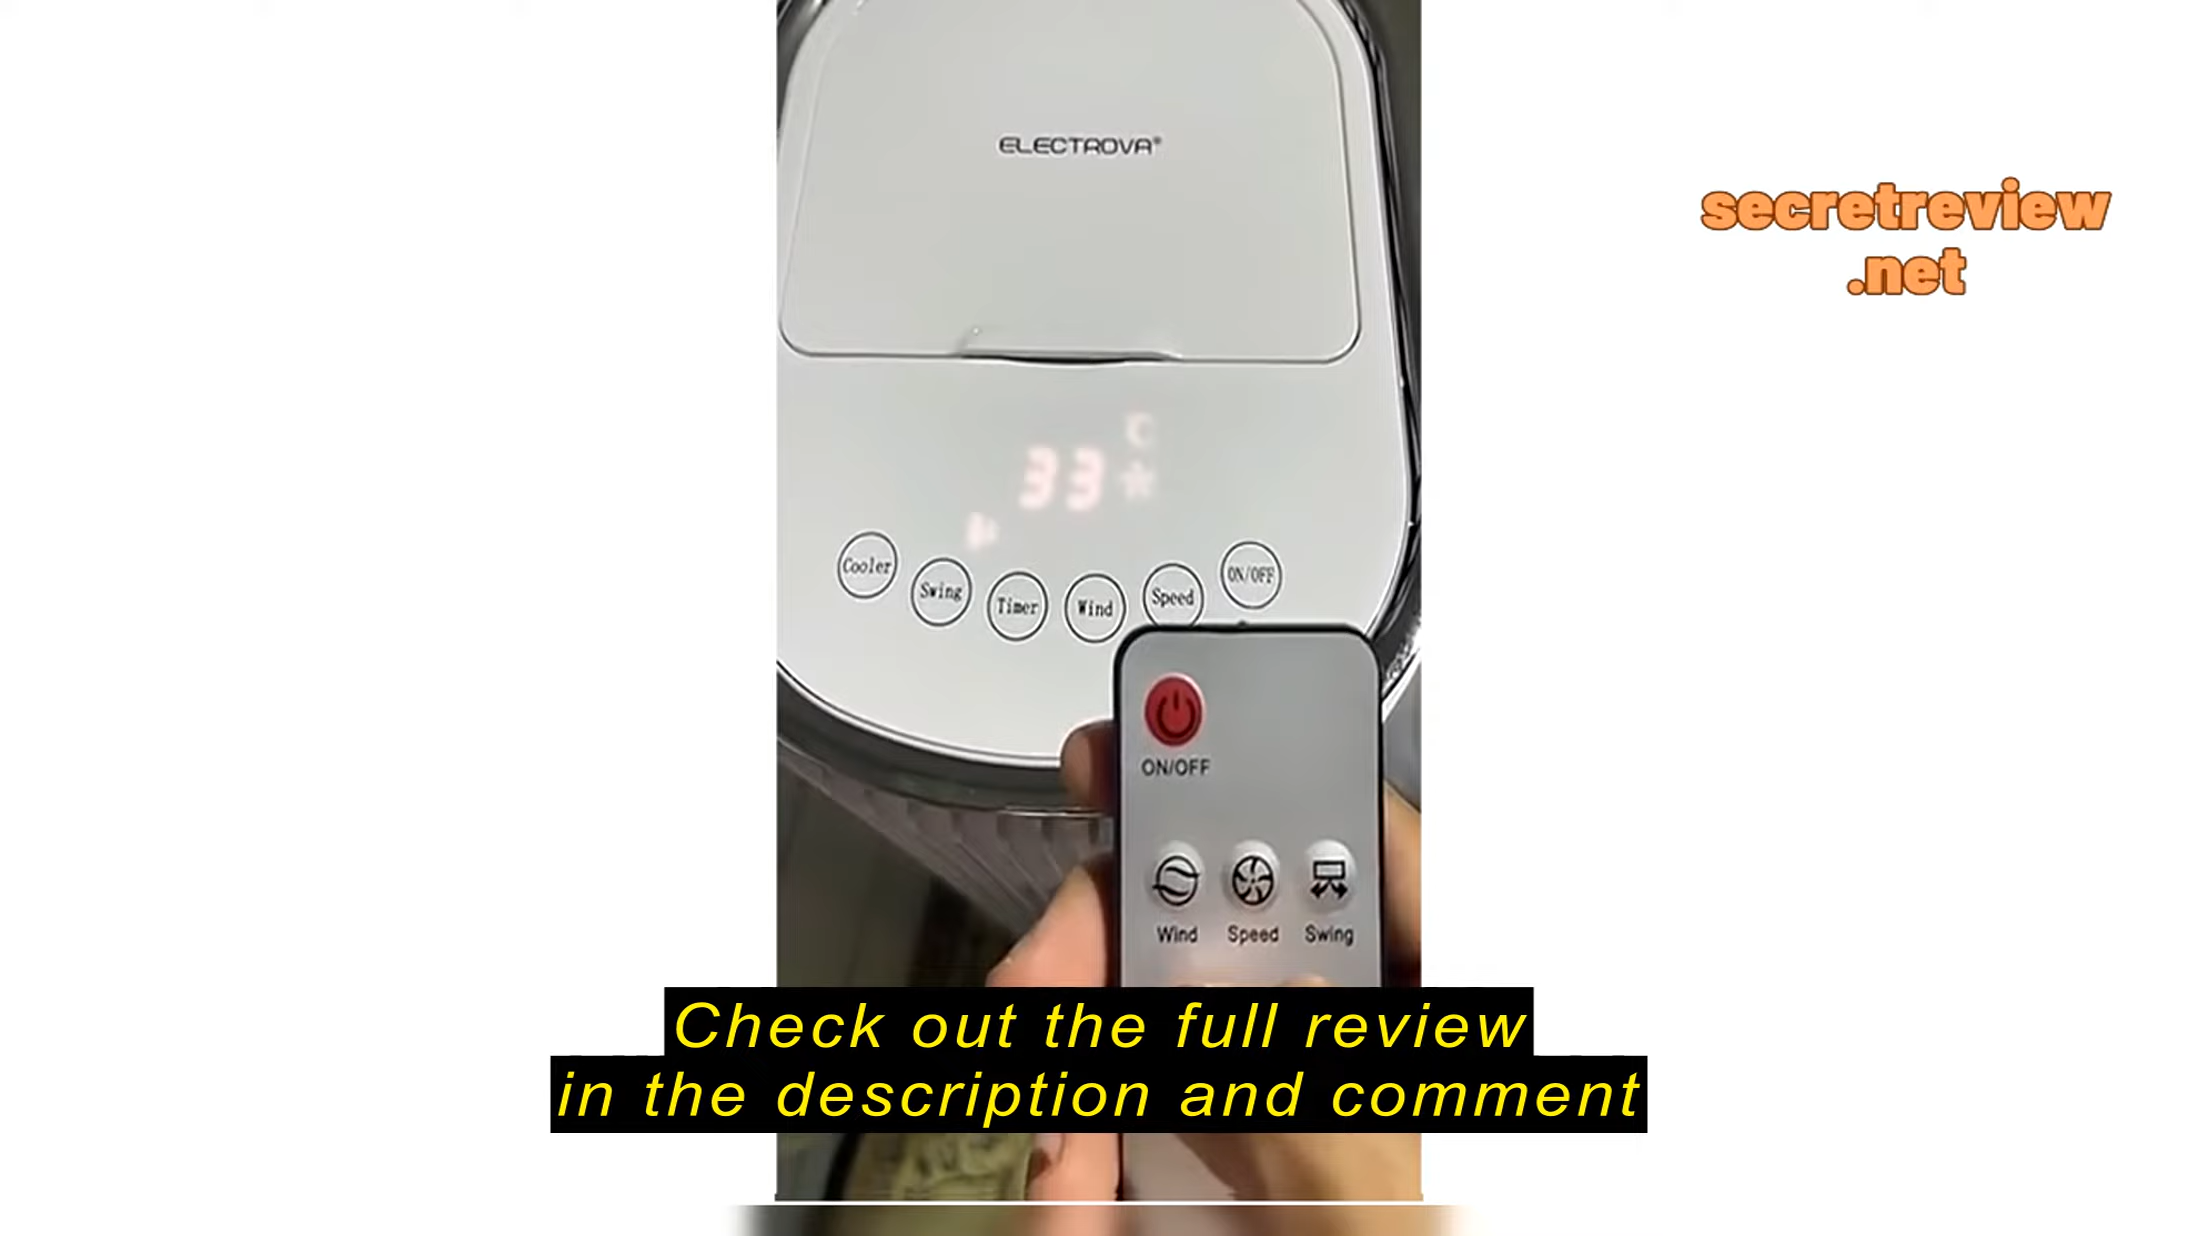 ELECTROVA®
secretreview
.net
C
33
Cooler
Swing
Timer
Wind
Speed
ON/OFF
ON/OFF
Wind
Speed
Swing
Check out the full review
in the description and comment